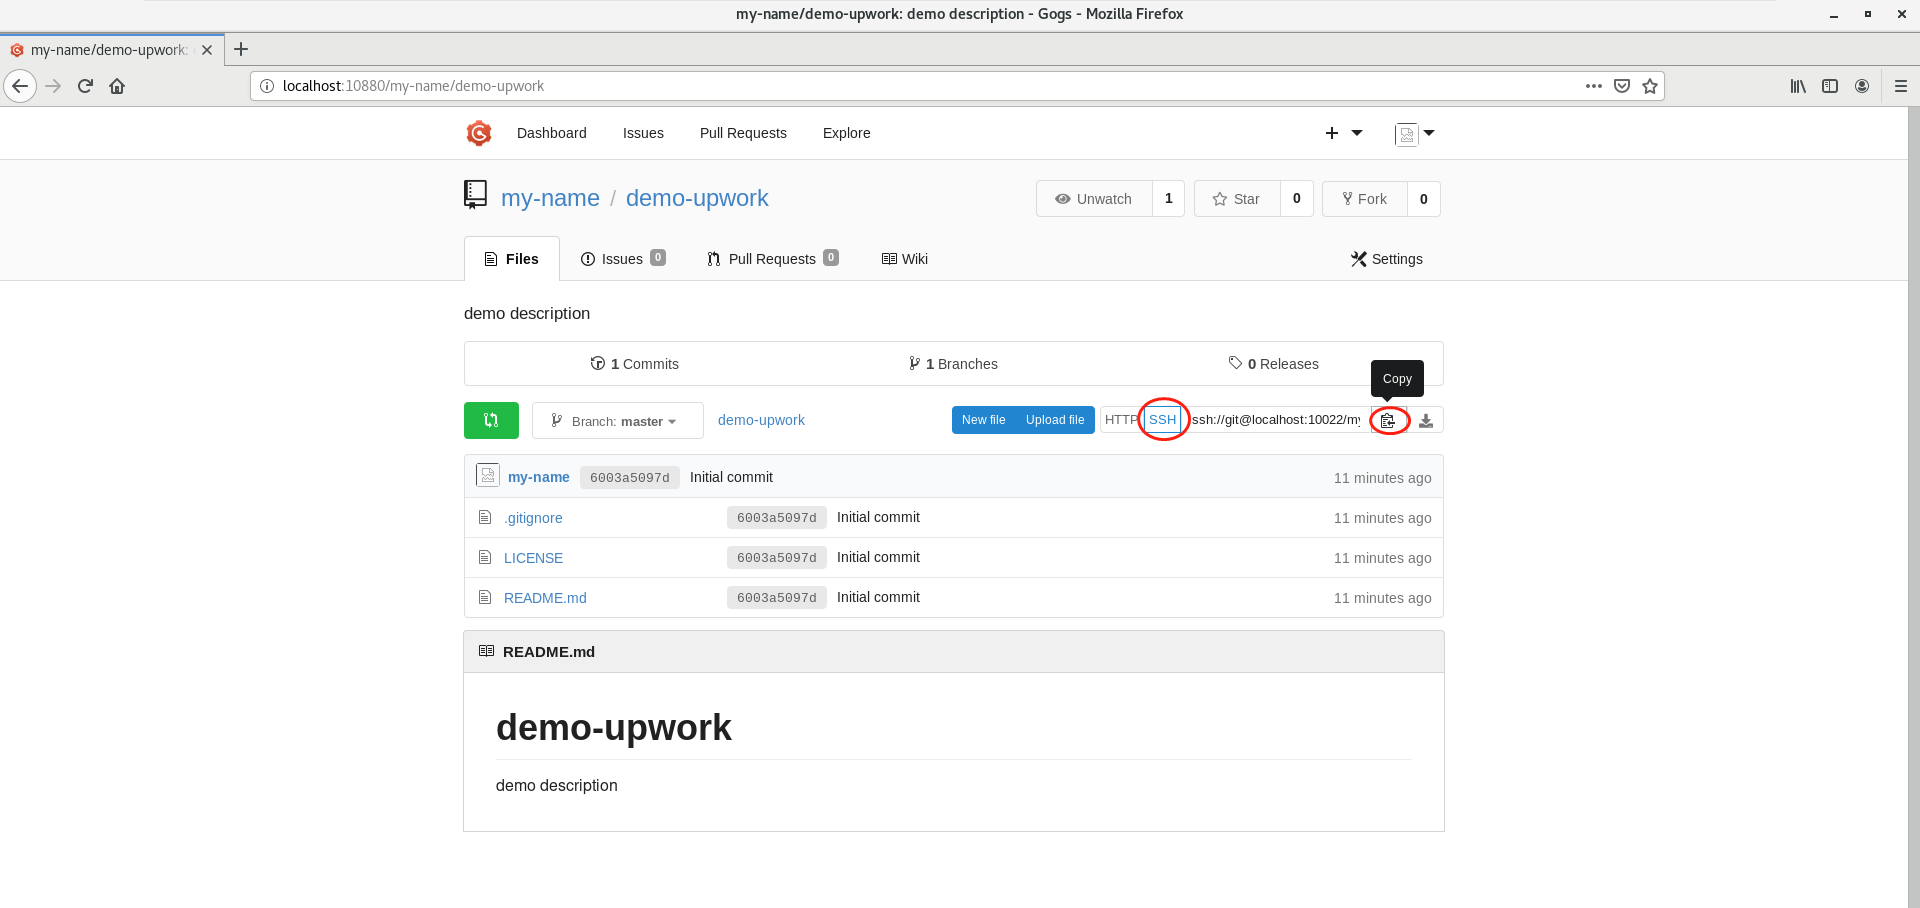 my-name/demo-upwork: demo description - Gogs - Mozilla Firefox
my-name/demo-upwork:
localhost:10880/my-name/demo-upwork
Dashboard Issues Pull Requests Explore
my-name / demo-upwork Unwatch 1 Star 0 Fork 0
Files Issues 0 Pull Requests 0 Wiki Settings
demo description
1 Commits 1 Branches 0 Releases
Copy
Branch: master demo-upwork New file Upload file HTTP SSH ssh://git@localhost:10022/my
my-name 6003a5097d Initial commit 11 minutes ago
.gitignore 6003a5097d Initial commit 11 minutes ago
LICENSE 6003a5097d Initial commit 11 minutes ago
README.md 6003a5097d Initial commit 11 minutes ago
README.md
demo-upwork
demo description